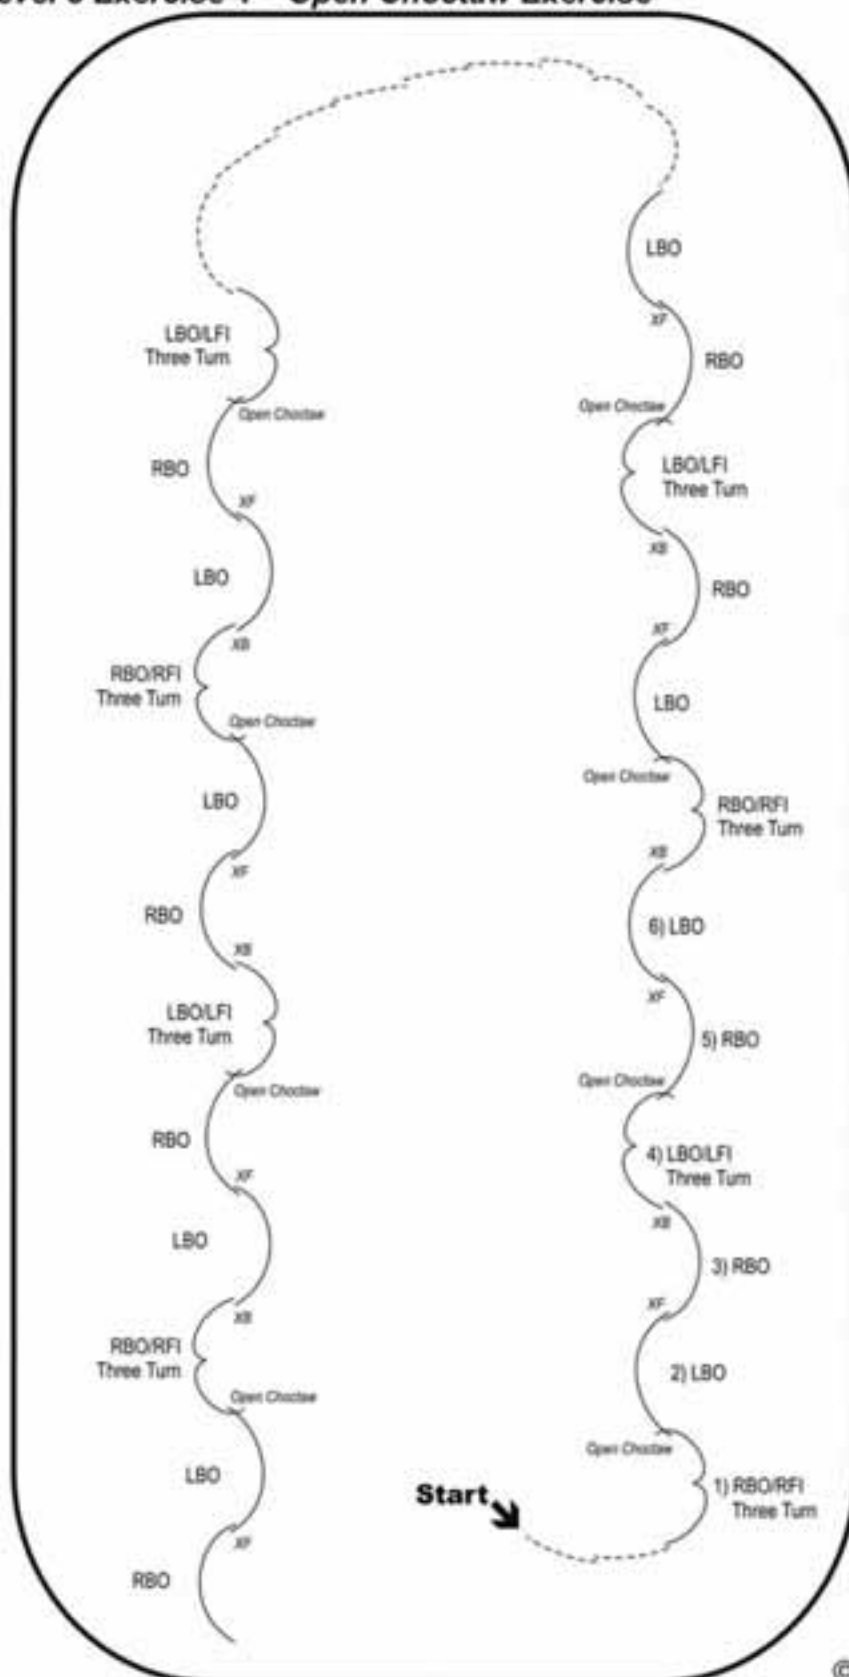 Exercise
LBO
XF
RBO
Open Choctaw
LBO/LFI
Three Turn
XB
RBO
XF
LBO
Open Choctaw
RBO/RFI
Three Turn
XB
6) LBO
XF
5) RBO
Open Choctaw
4) LBO/LFI
Three Turn
XB
3) RBO
XF
2) LBO
Open Choctaw
1) RBO/RFI
Three Turn
Start
LBO/LFI
Three Turn
Open Choctaw
RBO
XF
LBO
XB
RBO/RFI
Three Turn
Open Choctaw
LBO
XF
RBO
XB
LBO/LFI
Three Turn
Open Choctaw
RBO
XF
LBO
XB
RBO/RFI
Three Turn
Open Choctaw
LBO
XF
RBO
©